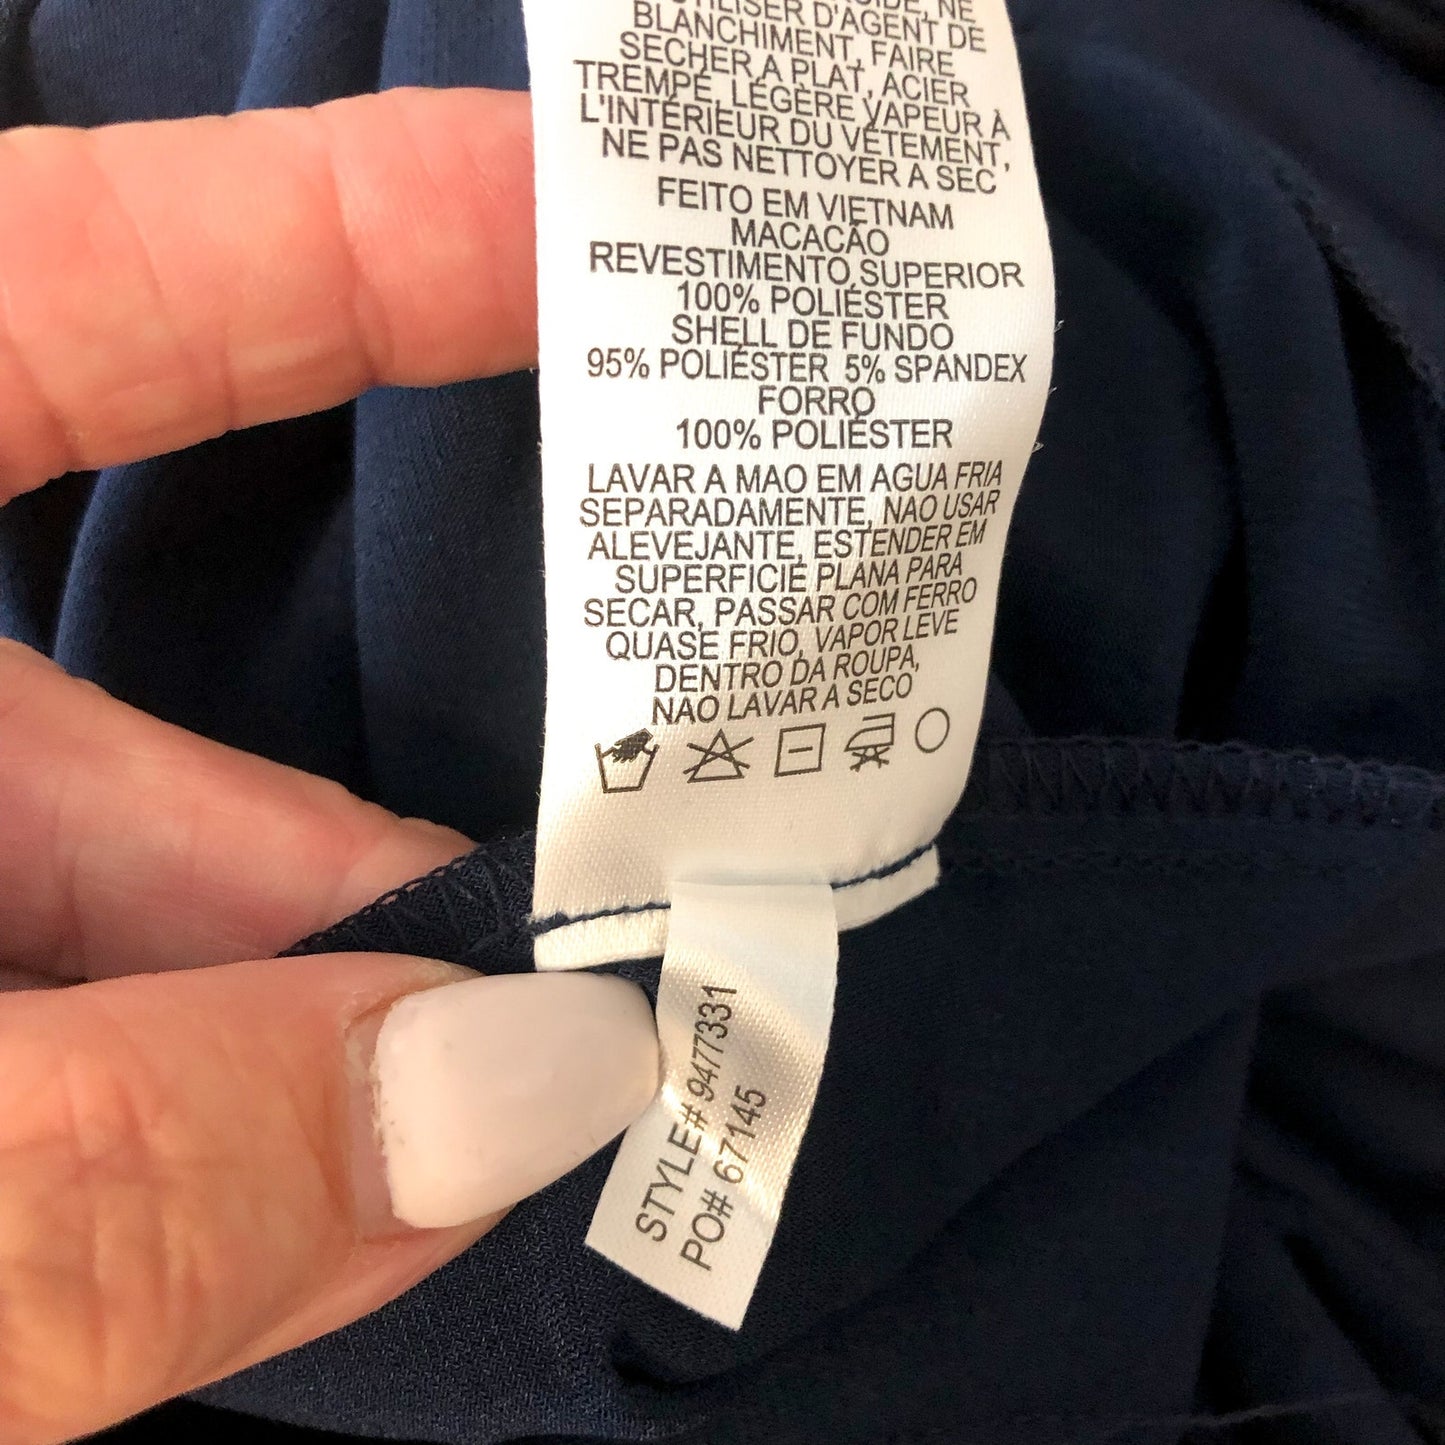 BLANCHIMENT, FAIRE
SECHER A PLAT, ACIER
TREMPÉ, LÉGÈRE VAPEUR À
L'INTÉRIEUR DU VÊTEMENT,
NE PAS NETTOYER A SEC
FEITO EM VIETNAM
MACACÃO
REVESTIMENTO SUPERIOR
100% POLIÉSTER
SHELL DE FUNDO
95% POLIÉSTER 5% SPANDEX
FORRO
100% POLIÉSTER
LAVAR A MAO EM AGUA FRIA
SEPARADAMENTE, NAO USAR
ALEVEJANTE, ESTENDER EM
SUPERFICIE PLANA PARA
SECAR, PASSAR COM FERRO
QUASE FRIO, VAPOR LEVE
DENTRO DA ROUPA,
NAO LAVAR A SECO
STYLE# 9477331
PO# 67145